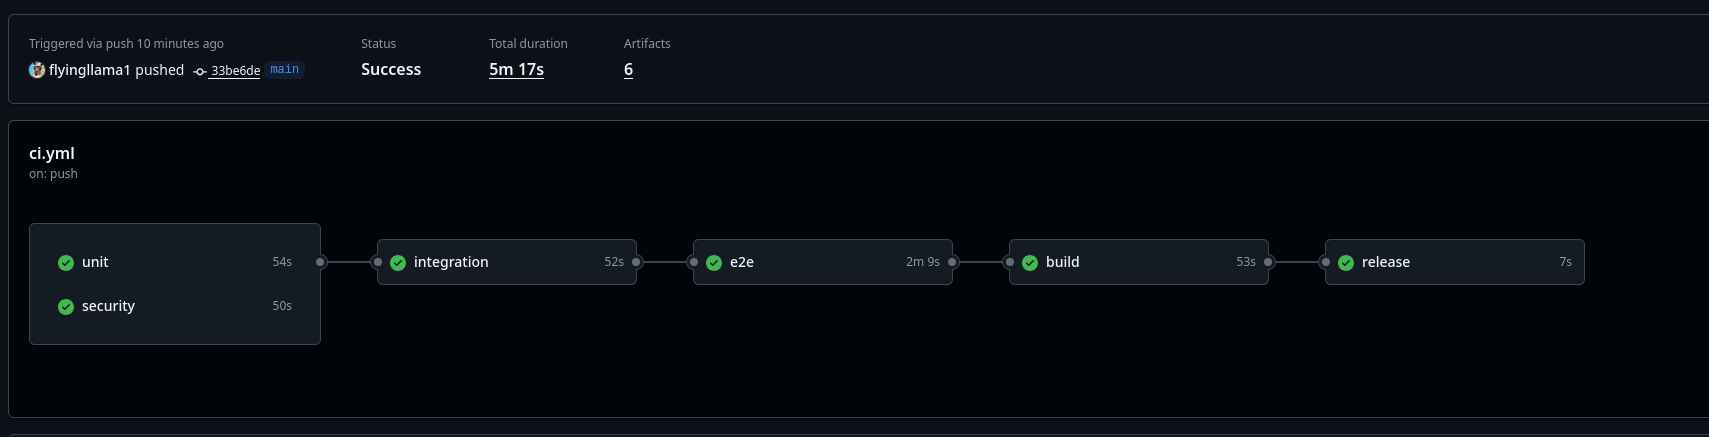 Triggered via push 10 minutes ago
flyingllama1 pushed 33be6de main
Status
Success
Total duration
5m 17s
Artifacts
6
ci.yml
on: push
unit 54s
security 50s
integration 52s
e2e 2m 9s
build 53s
release 7s